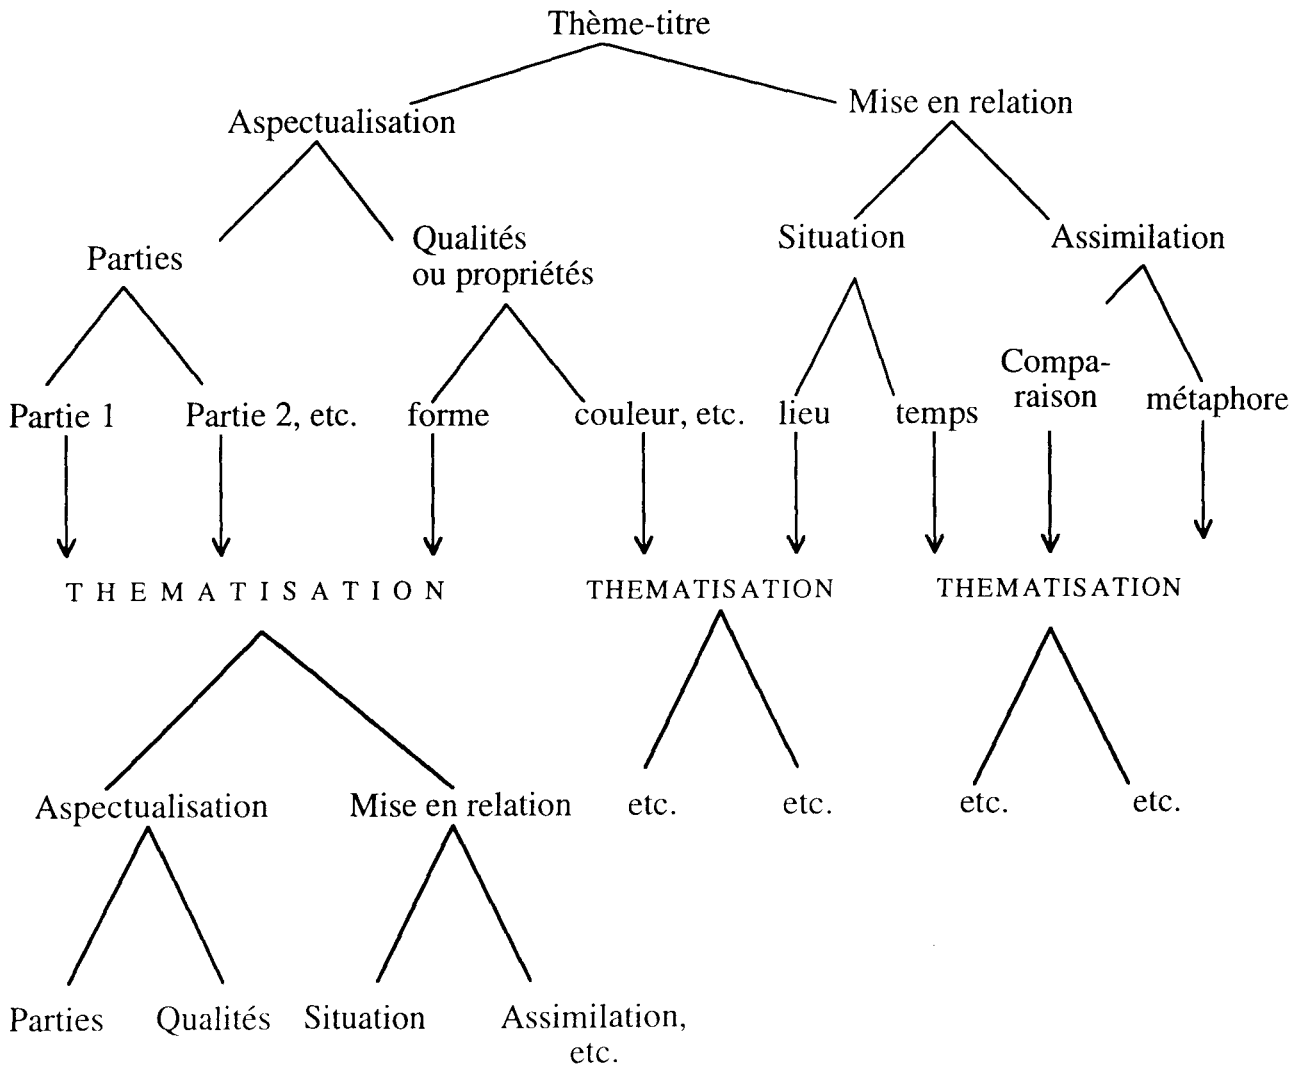 Thème-titre
Aspectualisation
Mise en relation
Parties
Qualités
ou propriétés
Situation
Assimilation
Partie 1
Partie 2, etc.
forme
couleur, etc.
lieu
temps
Compa-
raison
métaphore
T H E M A T I S A T I O N
THEMATISATION
THEMATISATION
Aspectualisation
Mise en relation
etc.
etc.
etc.
etc.
Parties
Qualités
Situation
Assimilation,
etc.